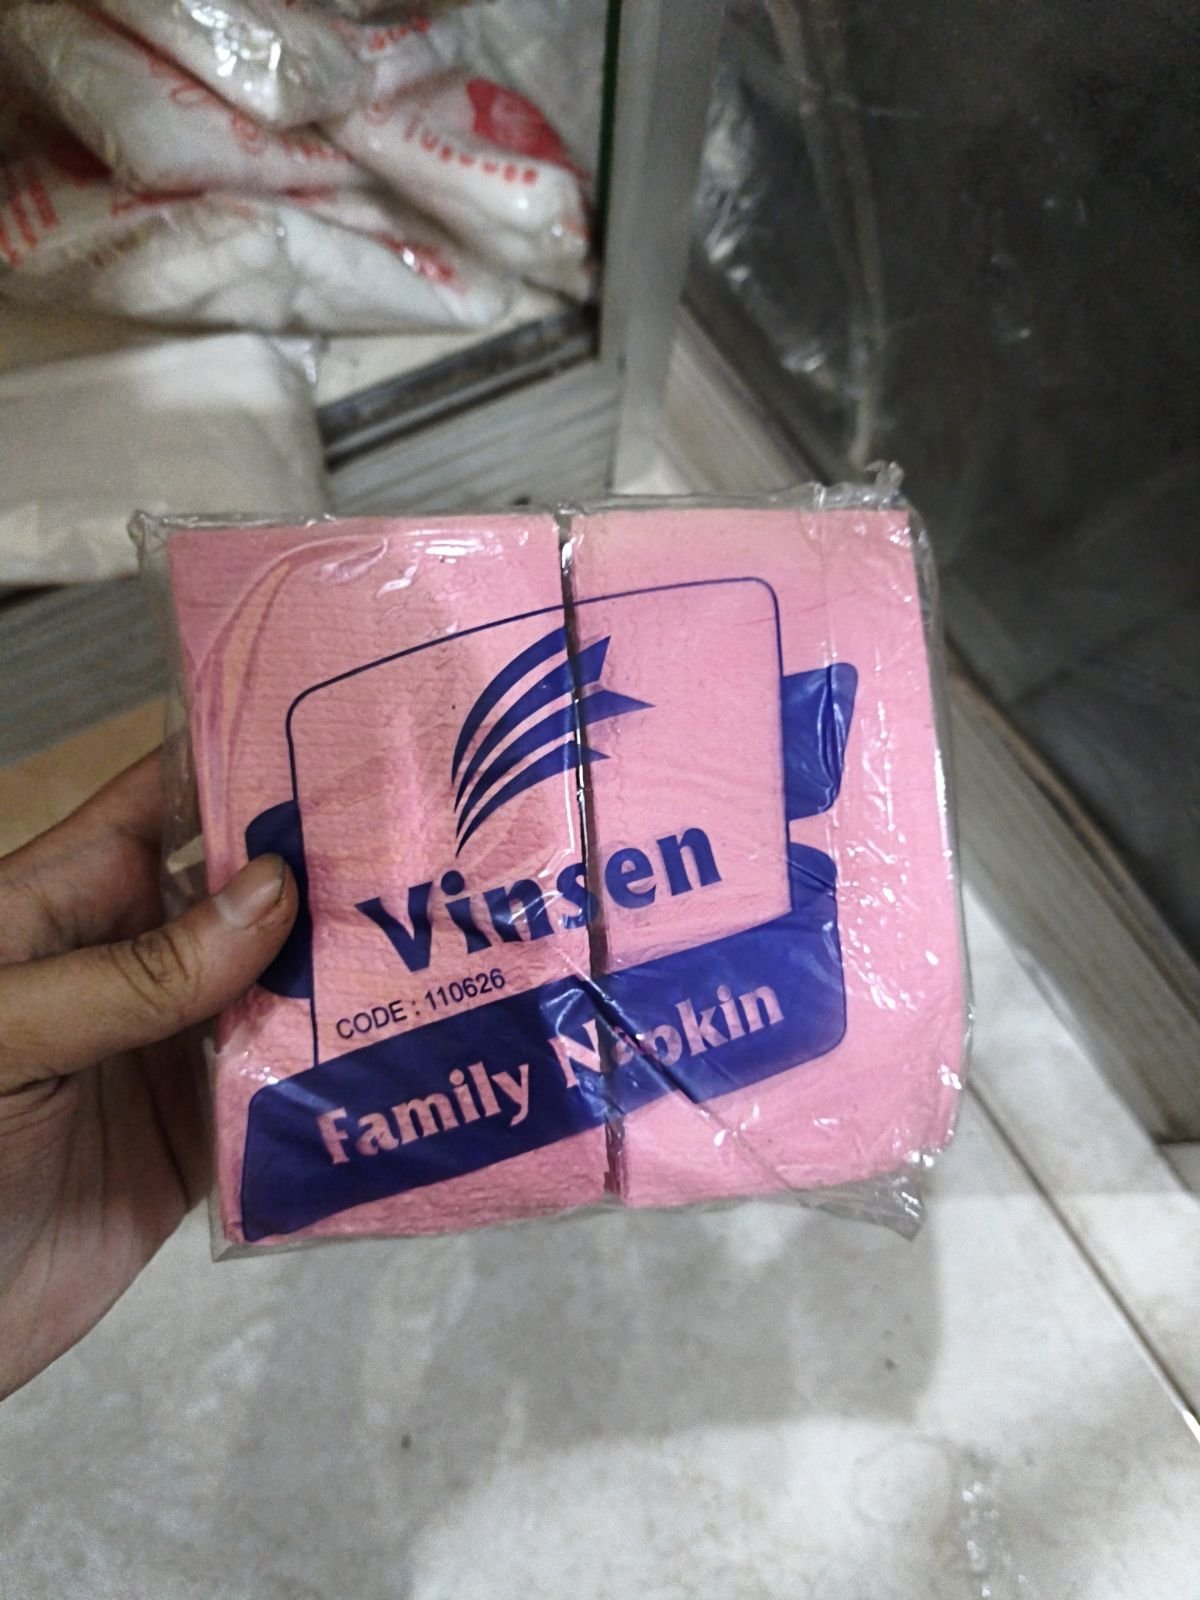 Vinsen
CODE : 110626
Family Napkin